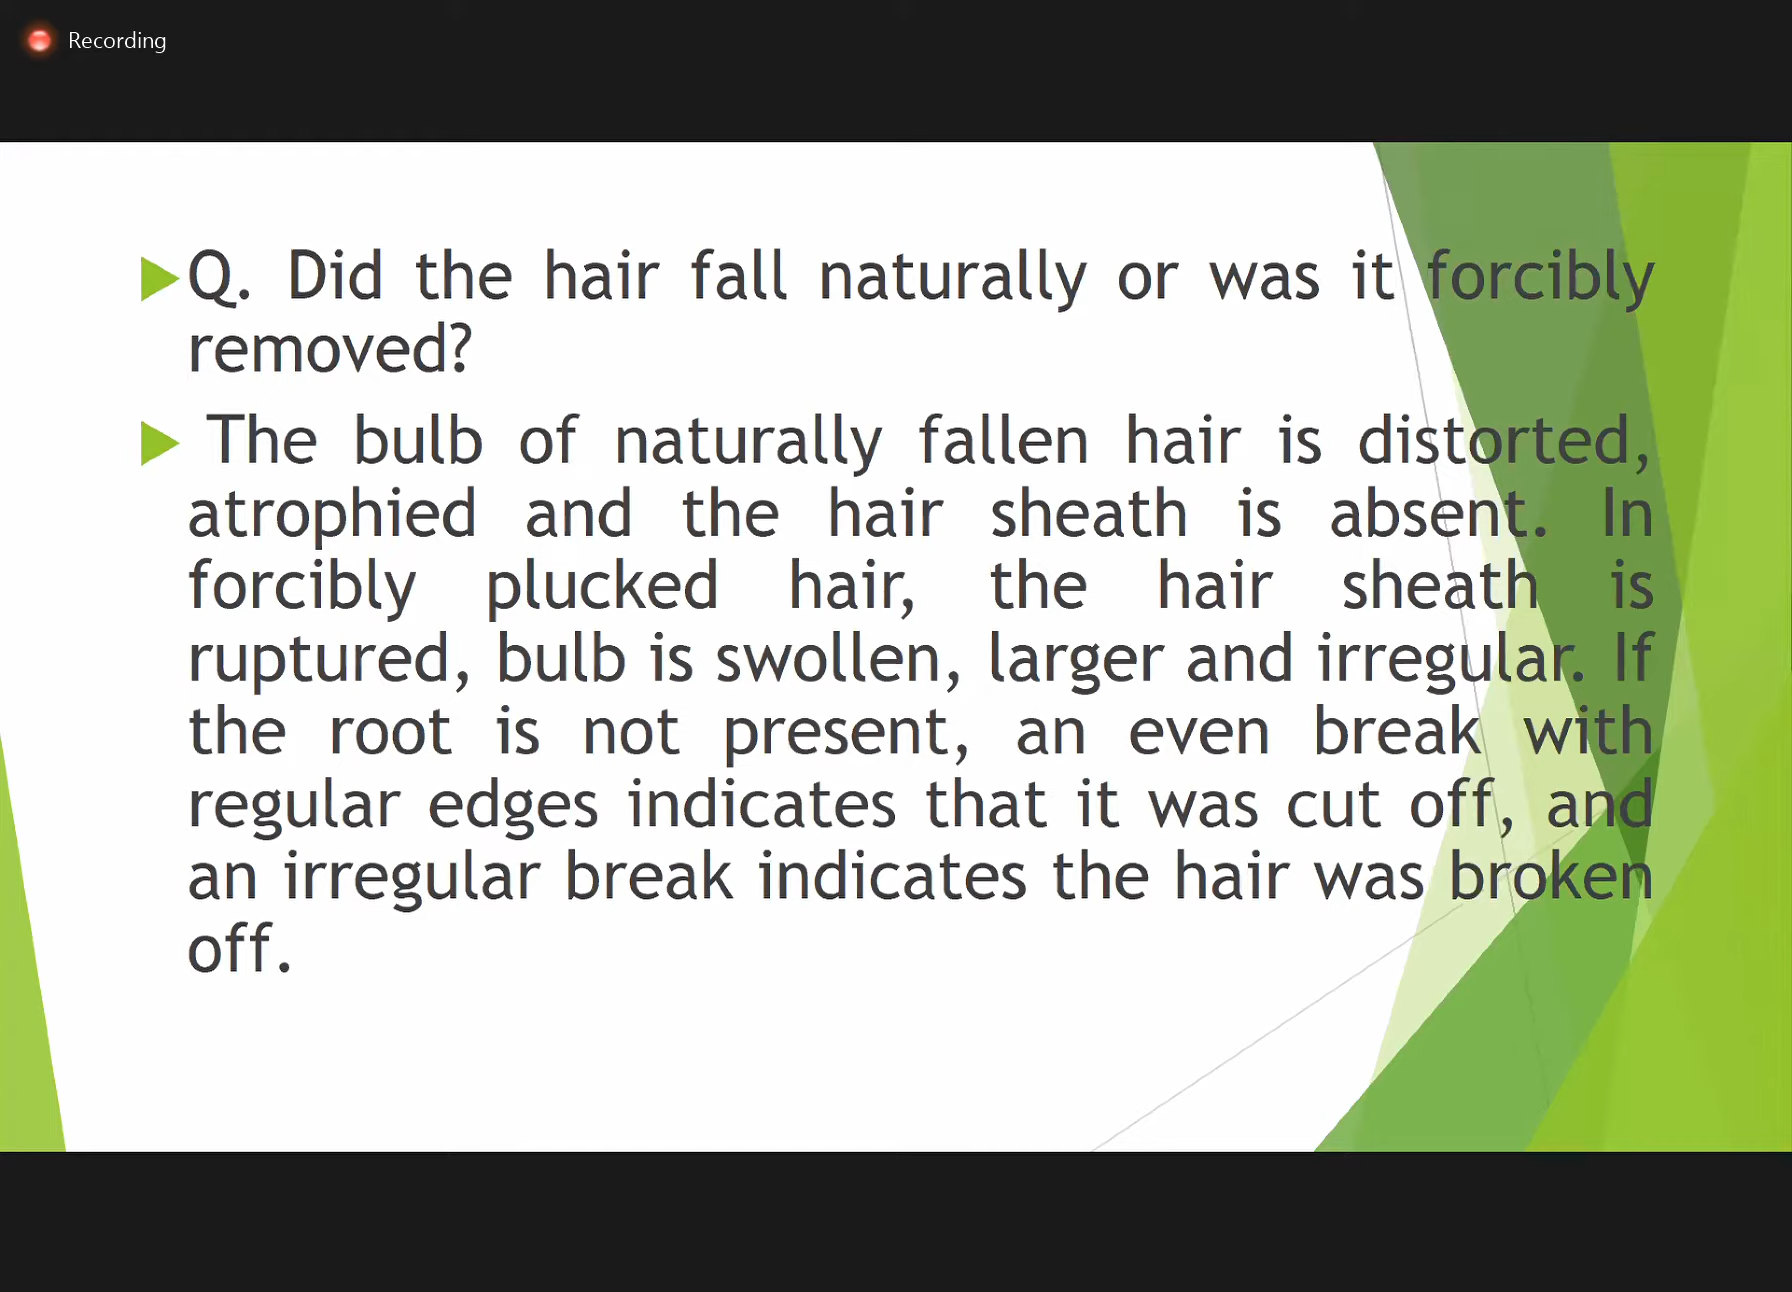 Recording
Q. Did the hair fall naturally or was it forcibly
removed?
The bulb of naturally fallen hair is distorted,
atrophied and the hair sheath is absent. In
forcibly plucked hair, the hair sheath is
ruptured, bulb is swollen, larger and irregular. If
the root is not present, an even break with
regular edges indicates that it was cut off, and
an irregular break indicates the hair was broken
off.